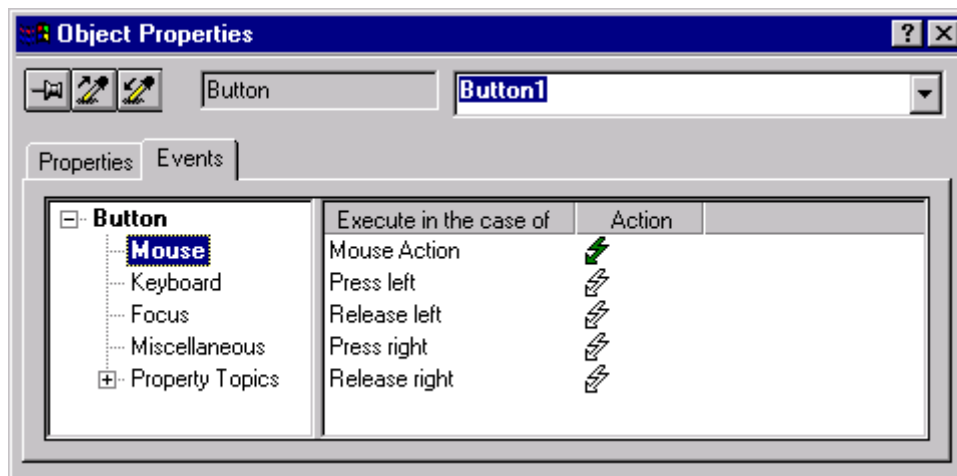 Object Properties
Button Button1
Properties Events
Button
Mouse
Keyboard
Focus
Miscellaneous
Property Topics
Execute in the case of Action
Mouse Action
Press left
Release left
Press right
Release right